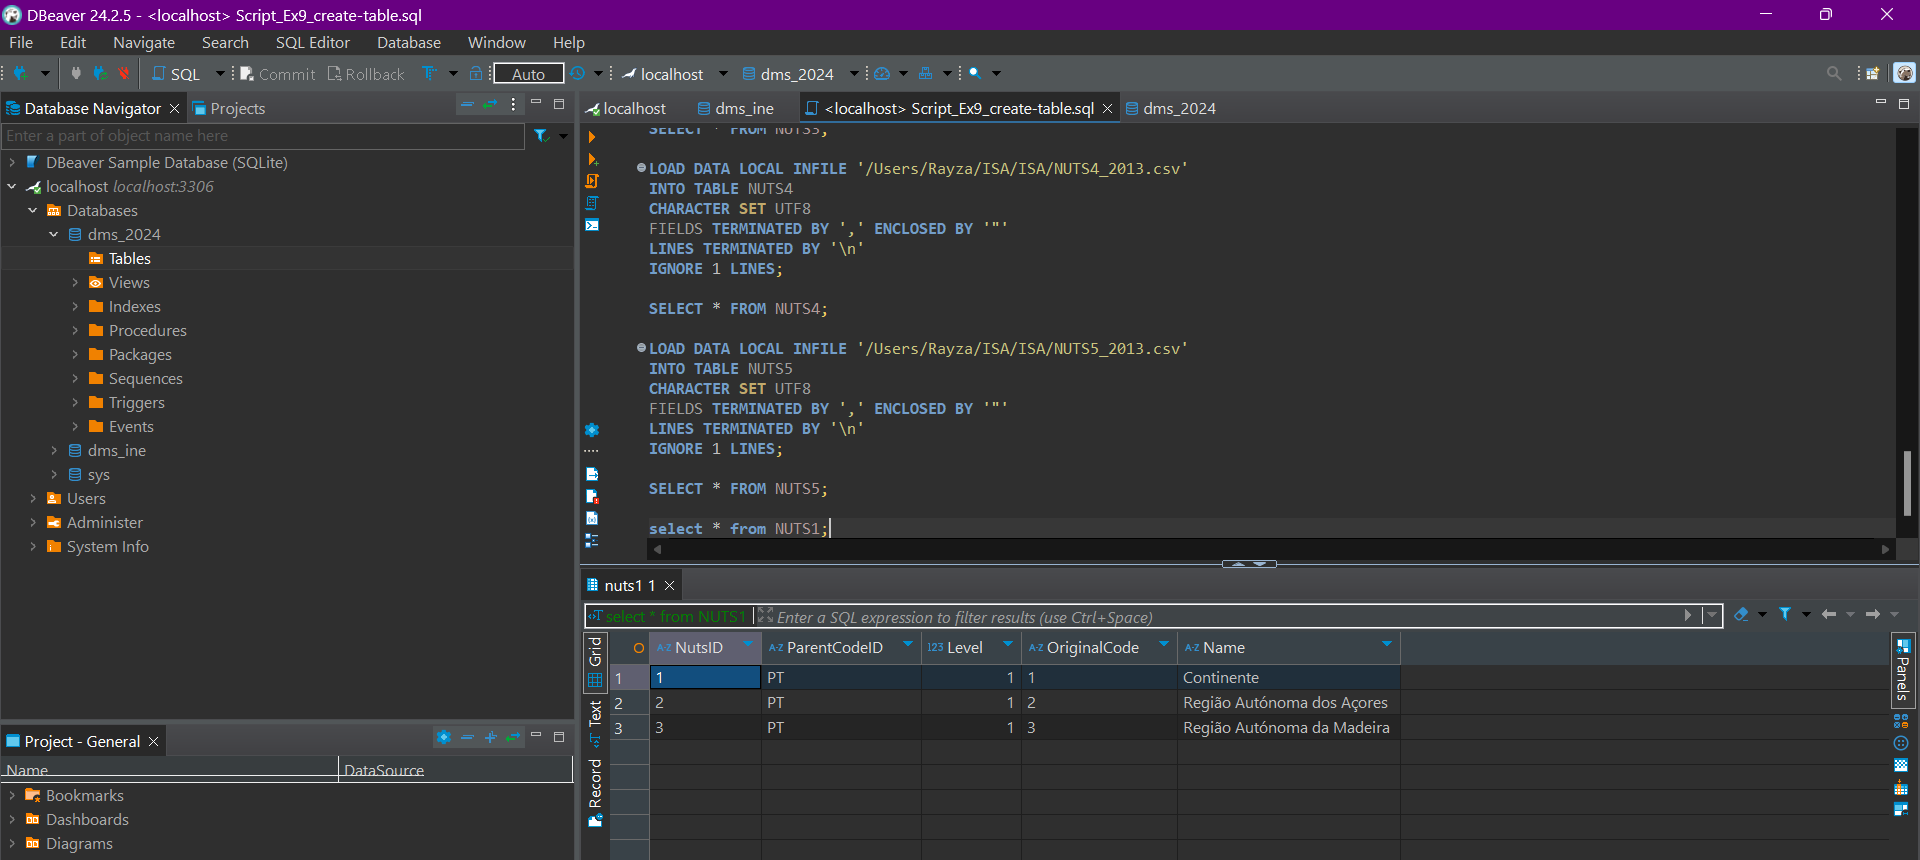 DBeaver 24.2.5 - <localhost> Script_Ex9_create-table.sql
File Edit Navigate Search SQL Editor Database Window Help
SQL Commit Rollback Auto localhost dms_2024
Database Navigator Projects
Enter a part of object name here
DBeaver Sample Database (SQLite)
localhost localhost:3306
Databases
dms_2024
Tables
Views
Indexes
Procedures
Packages
Sequences
Triggers
Events
dms_ine
sys
Users
Administer
System Info
Project - General
Name DataSource
Bookmarks
Dashboards
Diagrams
localhost dms_ine <localhost> Script_Ex9_create-table.sql dms_2024
SELECT * FROM NUTS3;
LOAD DATA LOCAL INFILE '/Users/Rayza/ISA/ISA/NUTS4_2013.csv'
INTO TABLE NUTS4
CHARACTER SET UTF8
FIELDS TERMINATED BY ',' ENCLOSED BY '"'
LINES TERMINATED BY '\n'
IGNORE 1 LINES;
SELECT * FROM NUTS4;
LOAD DATA LOCAL INFILE '/Users/Rayza/ISA/ISA/NUTS5_2013.csv'
INTO TABLE NUTS5
CHARACTER SET UTF8
FIELDS TERMINATED BY ',' ENCLOSED BY '"'
LINES TERMINATED BY '\n'
IGNORE 1 LINES;
SELECT * FROM NUTS5;
select * from NUTS1;
nuts1 1
select * from NUTS1 Enter a SQL expression to filter results (use Ctrl+Space)
Grid
Text
Record
A-Z NutsID A-Z ParentCodeID 123 Level A-Z OriginalCode A-Z Name
1 1 PT 1 1 Continente
2 2 PT 1 2 Região Autónoma dos Açores
3 3 PT 1 3 Região Autónoma da Madeira
Panels